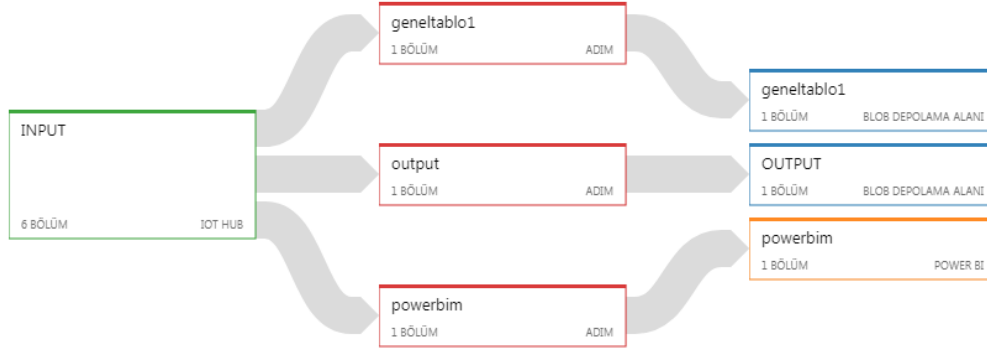 INPUT
6 BÖLÜM IOT HUB
geneltablo1
1 BÖLÜM ADIM
output
1 BÖLÜM ADIM
powerbim
1 BÖLÜM ADIM
geneltablo1
1 BÖLÜM BLOB DEPOLAMA ALANI
OUTPUT
1 BÖLÜM BLOB DEPOLAMA ALANI
powerbim
1 BÖLÜM POWER BI